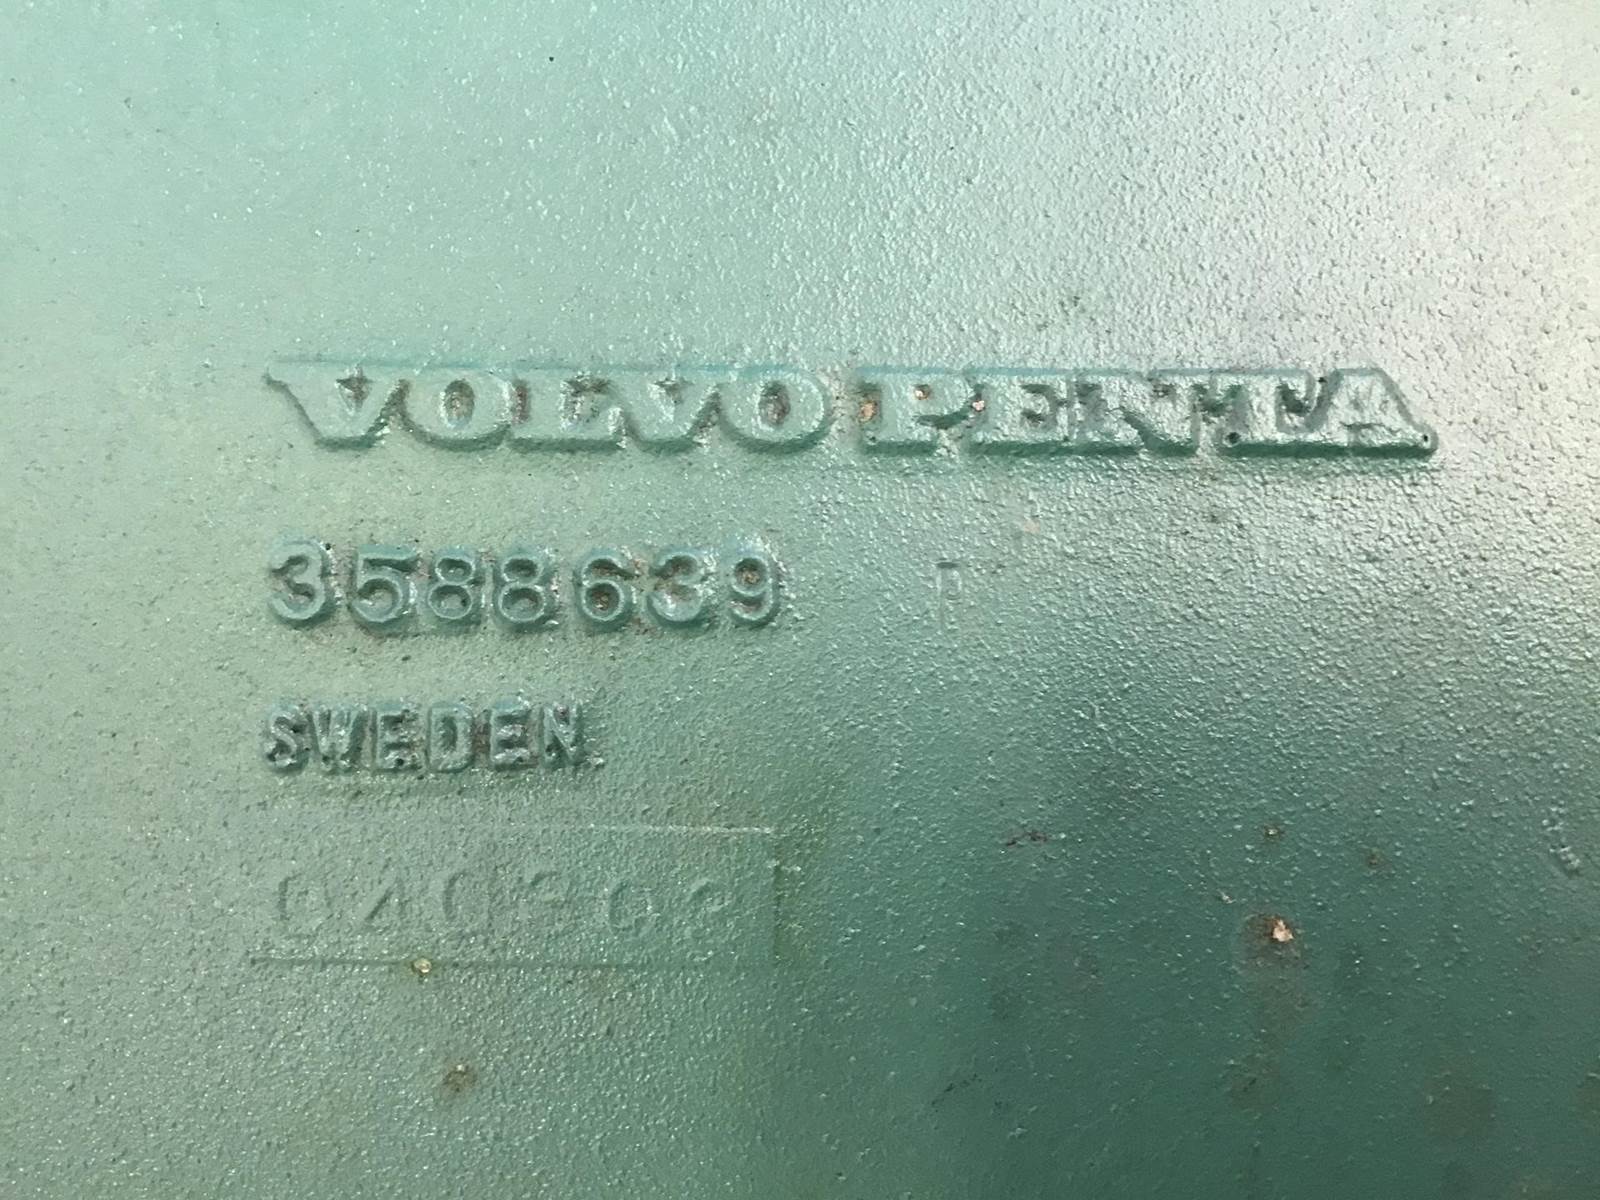 VOLVO PENTA
3588639 P
SWEDEN